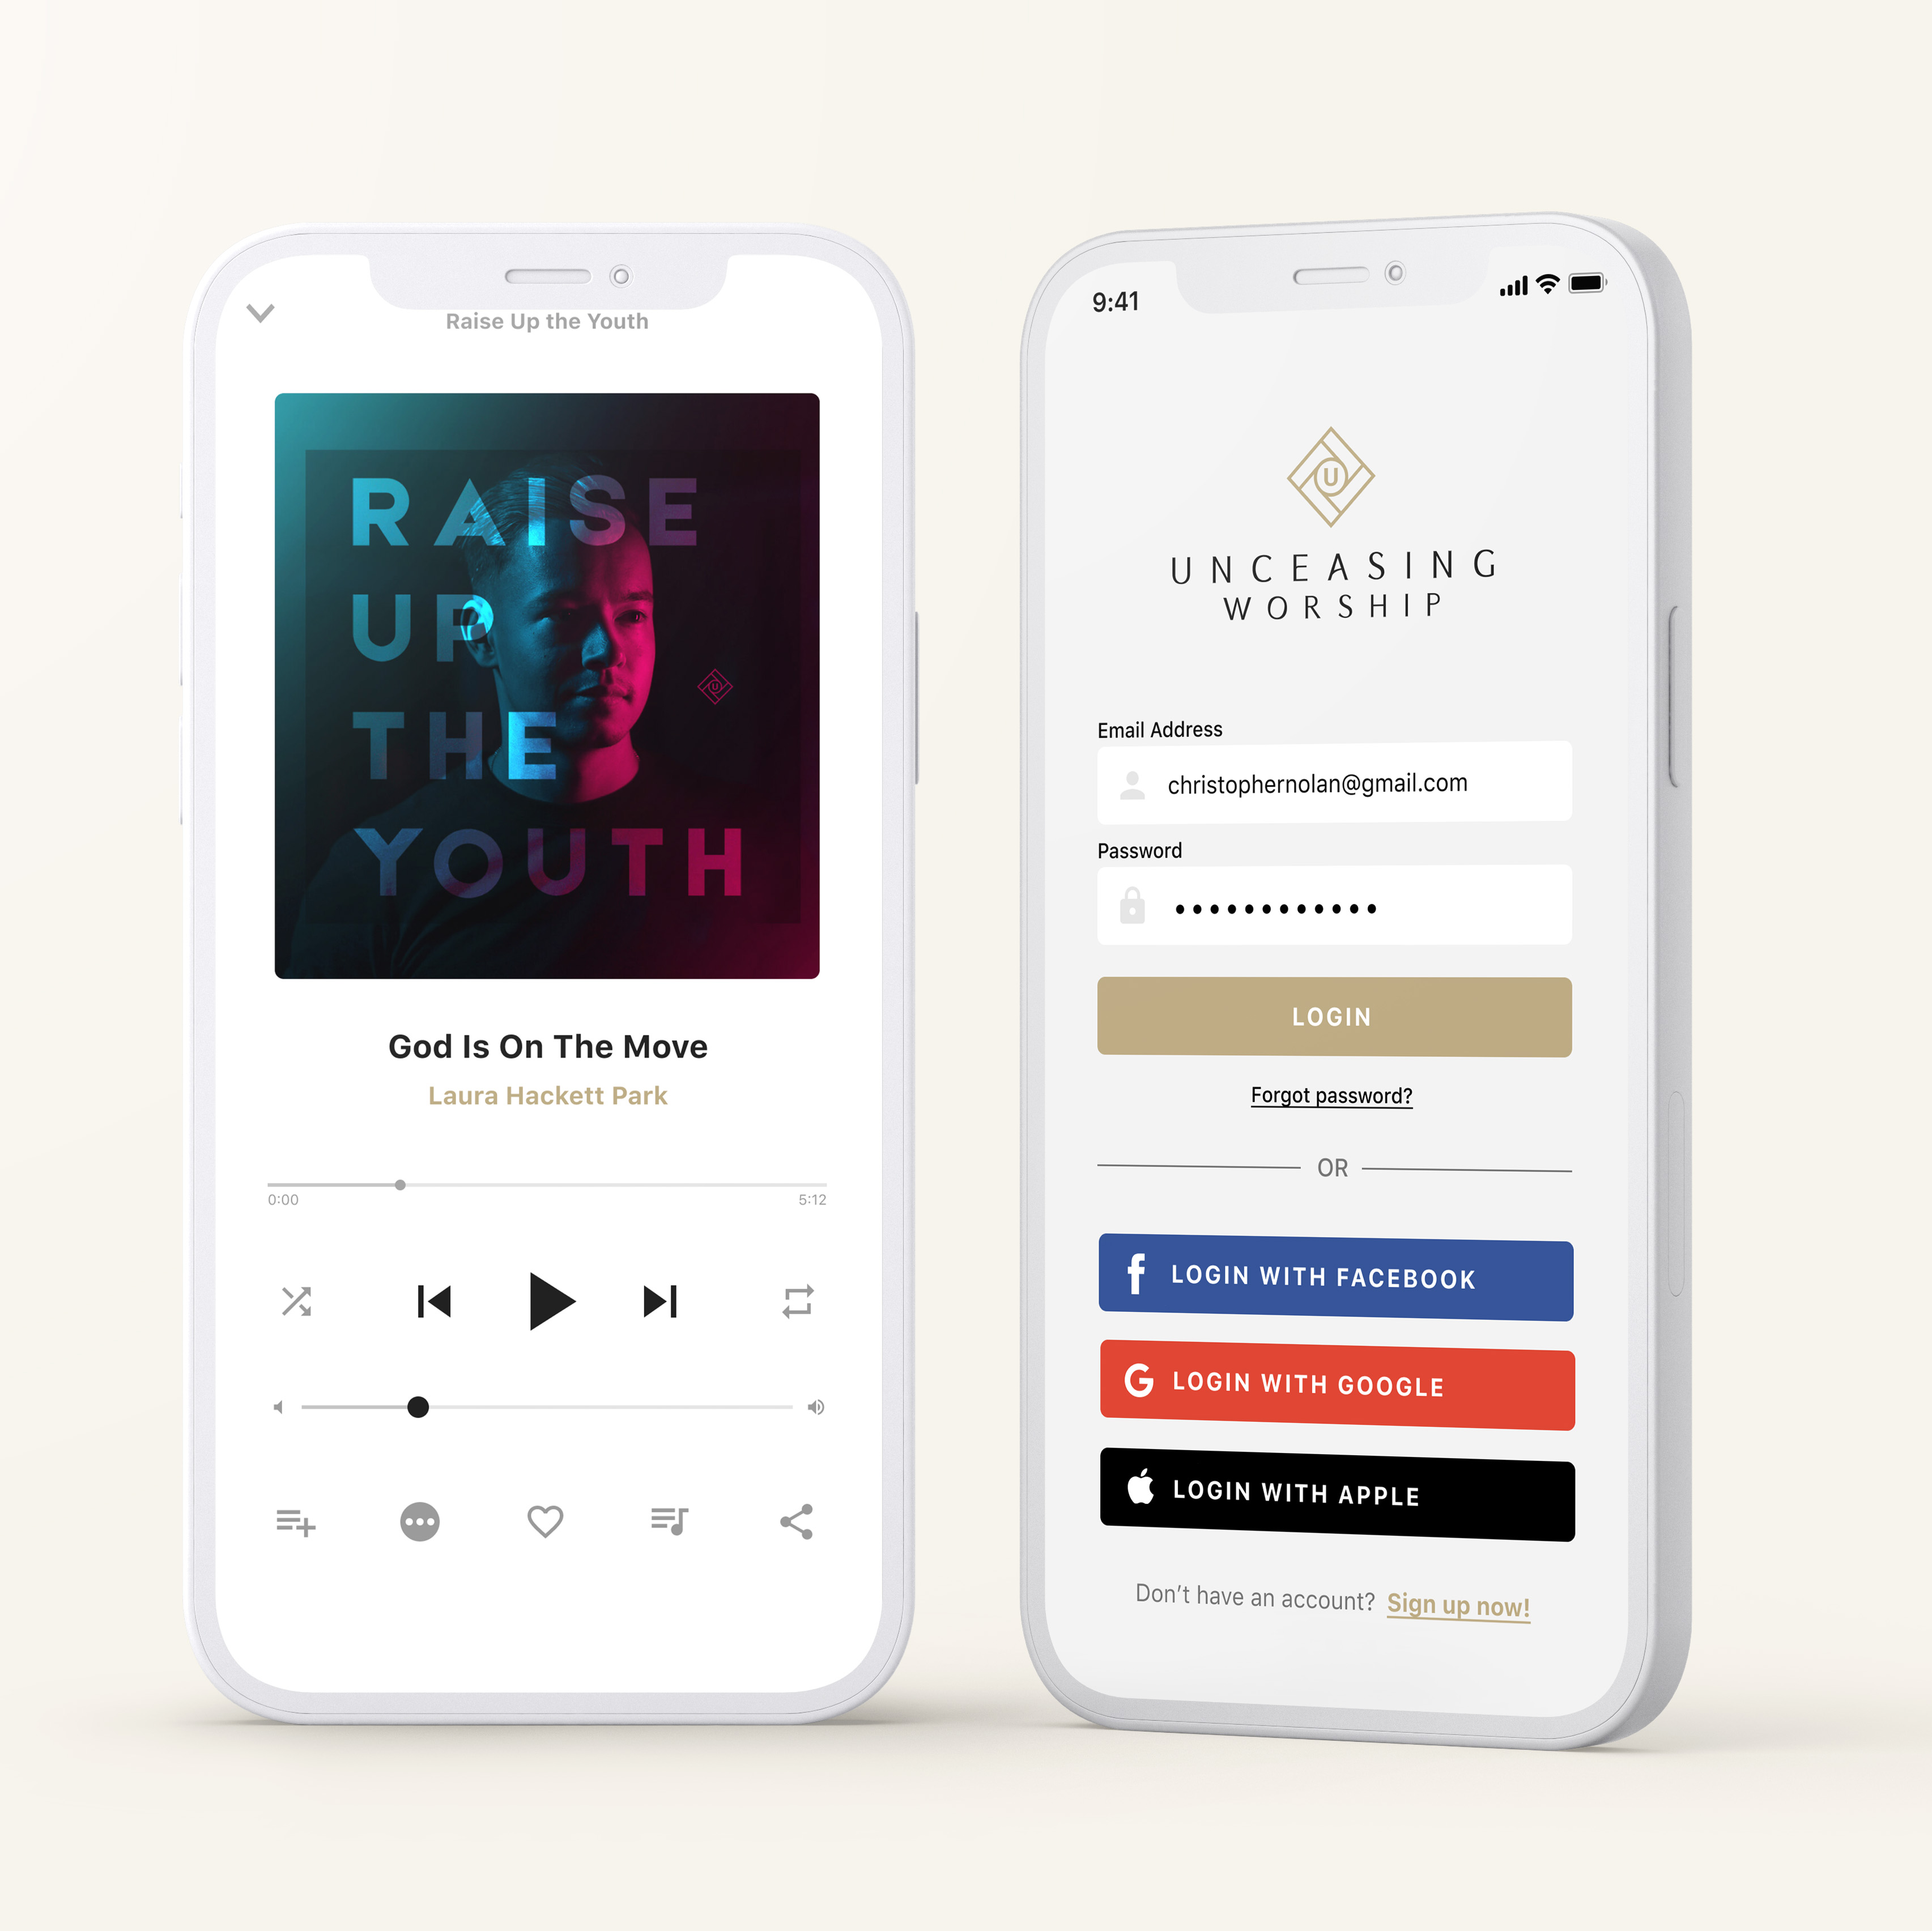 Raise Up the Youth
RAISE
UP
THE
YOUTH
U
God Is On The Move
Laura Hackett Park
0:00
5:12
9:41
U
UNCEASING
WORSHIP
Email Address
christophernolan@gmail.com
Password
LOGIN
Forgot password?
OR
f LOGIN WITH FACEBOOK
G LOGIN WITH GOOGLE
LOGIN WITH APPLE
Don't have an account? Sign up now!